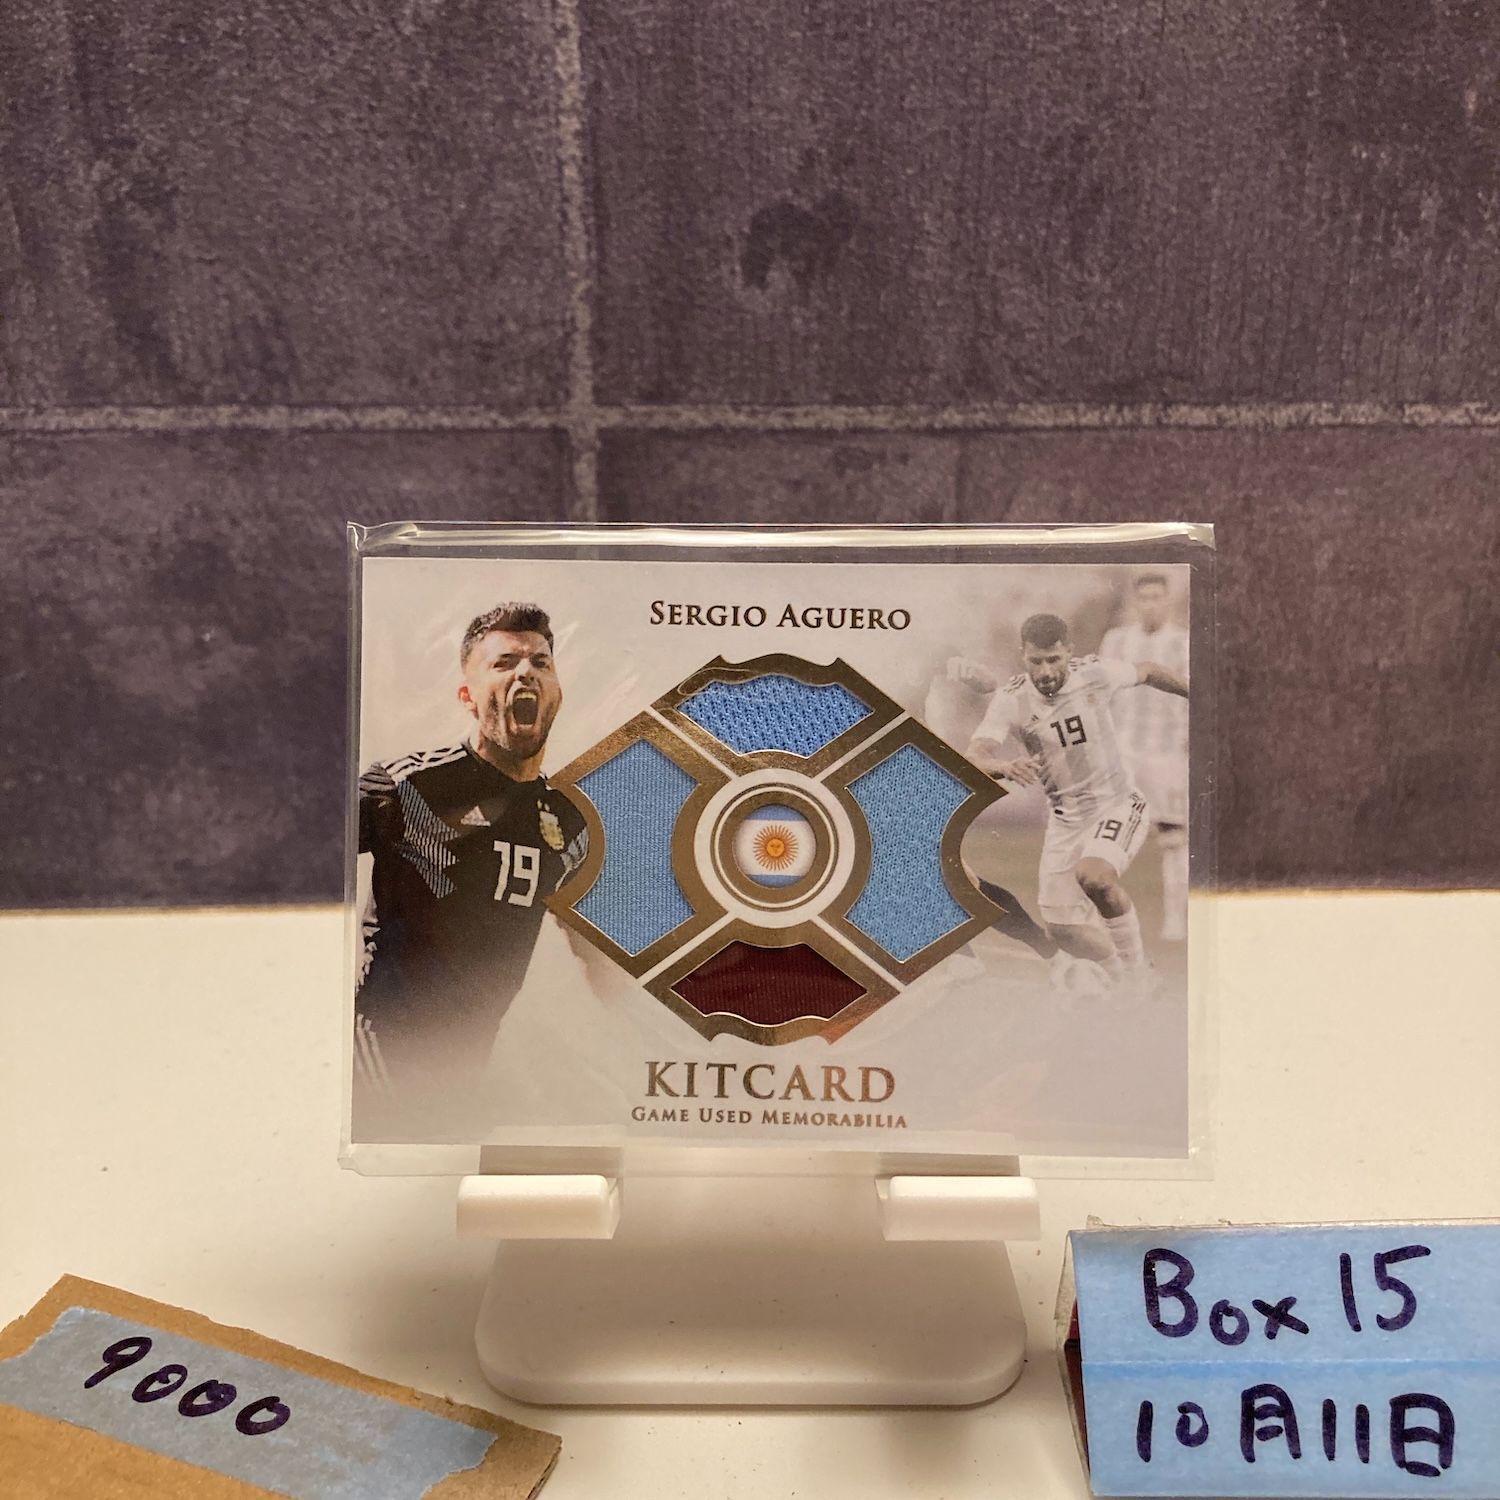 SERGIO AGUERO
19
19
19
KITCARD
GAME USED MEMORABILIA
9000
Box 15
10月11日